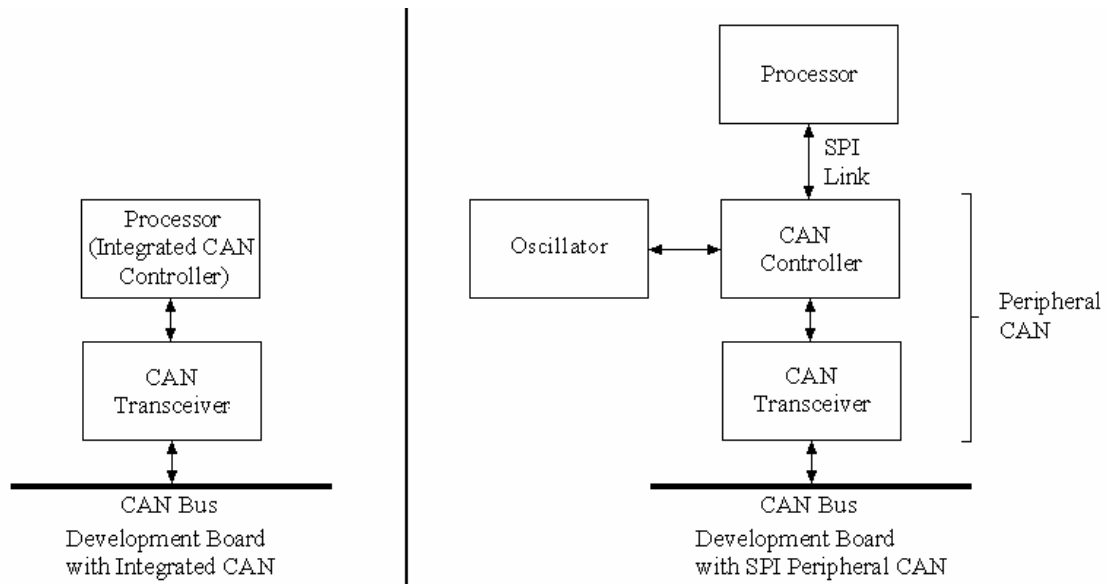 Processor
(Integrated CAN
Controller)
CAN
Transceiver
CAN Bus
Development Board
with Integrated CAN
Processor
SPI
Link
Oscillator
CAN
Controller
Peripheral
CAN
CAN
Transceiver
CAN Bus
Development Board
with SPI Peripheral CAN